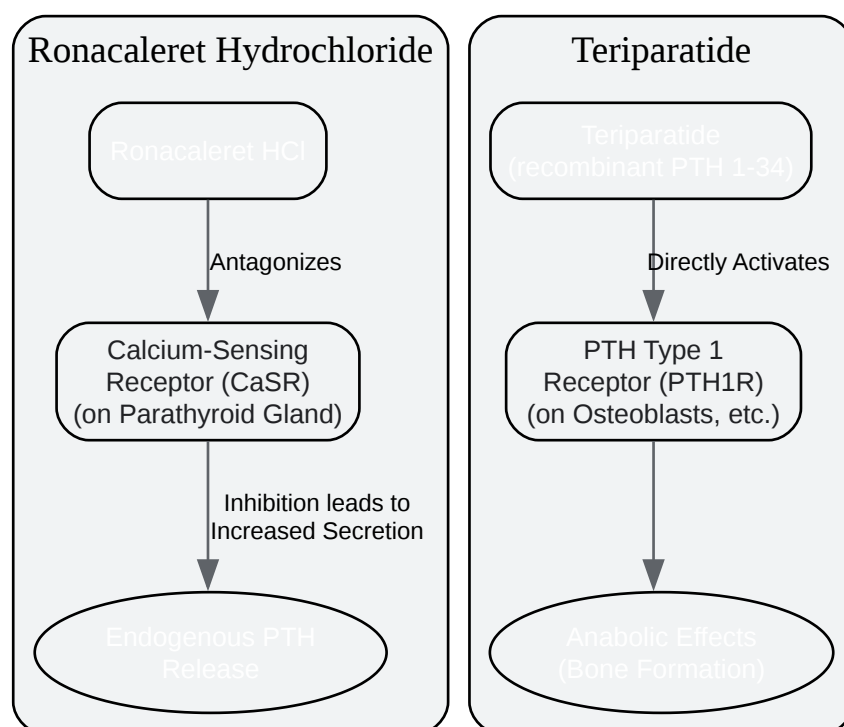 Ronacaleret Hydrochloride
Ronacaleret HCl
Antagonizes
Calcium-Sensing
Receptor (CaSR)
(on Parathyroid Gland)
Inhibition leads to
Increased Secretion
Endogenous PTH
Release
Teriparatide
Teriparatide
(recombinant PTH 1-34)
Directly Activates
PTH Type 1
Receptor (PTH1R)
(on Osteoblasts, etc.)
Anabolic Effects
(Bone Formation)